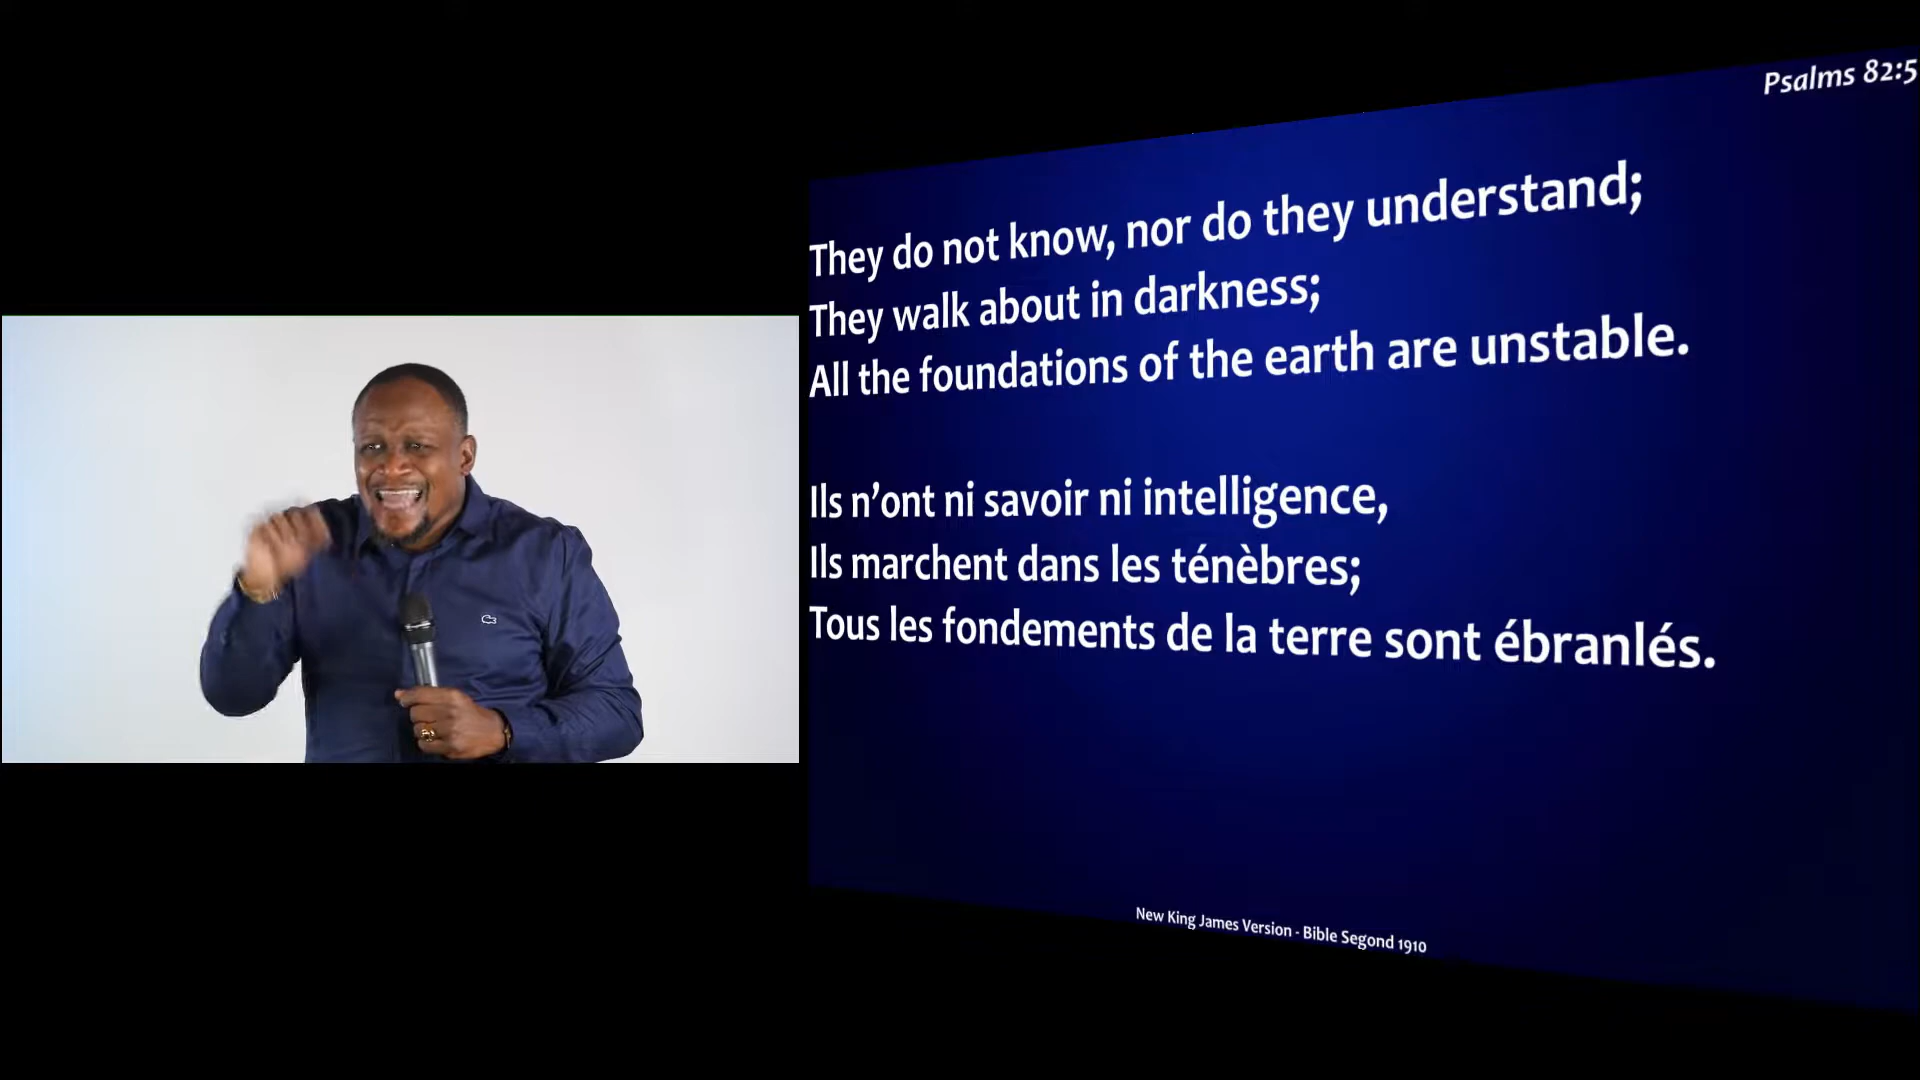 Psalms 82:5
They do not know, nor do they understand;
They walk about in darkness;
All the foundations of the earth are unstable.
Ils n’ont ni savoir ni intelligence,
Ils marchent dans les ténèbres;
Tous les fondements de la terre sont ébranlés.
New King James Version - Bible Segond 1910